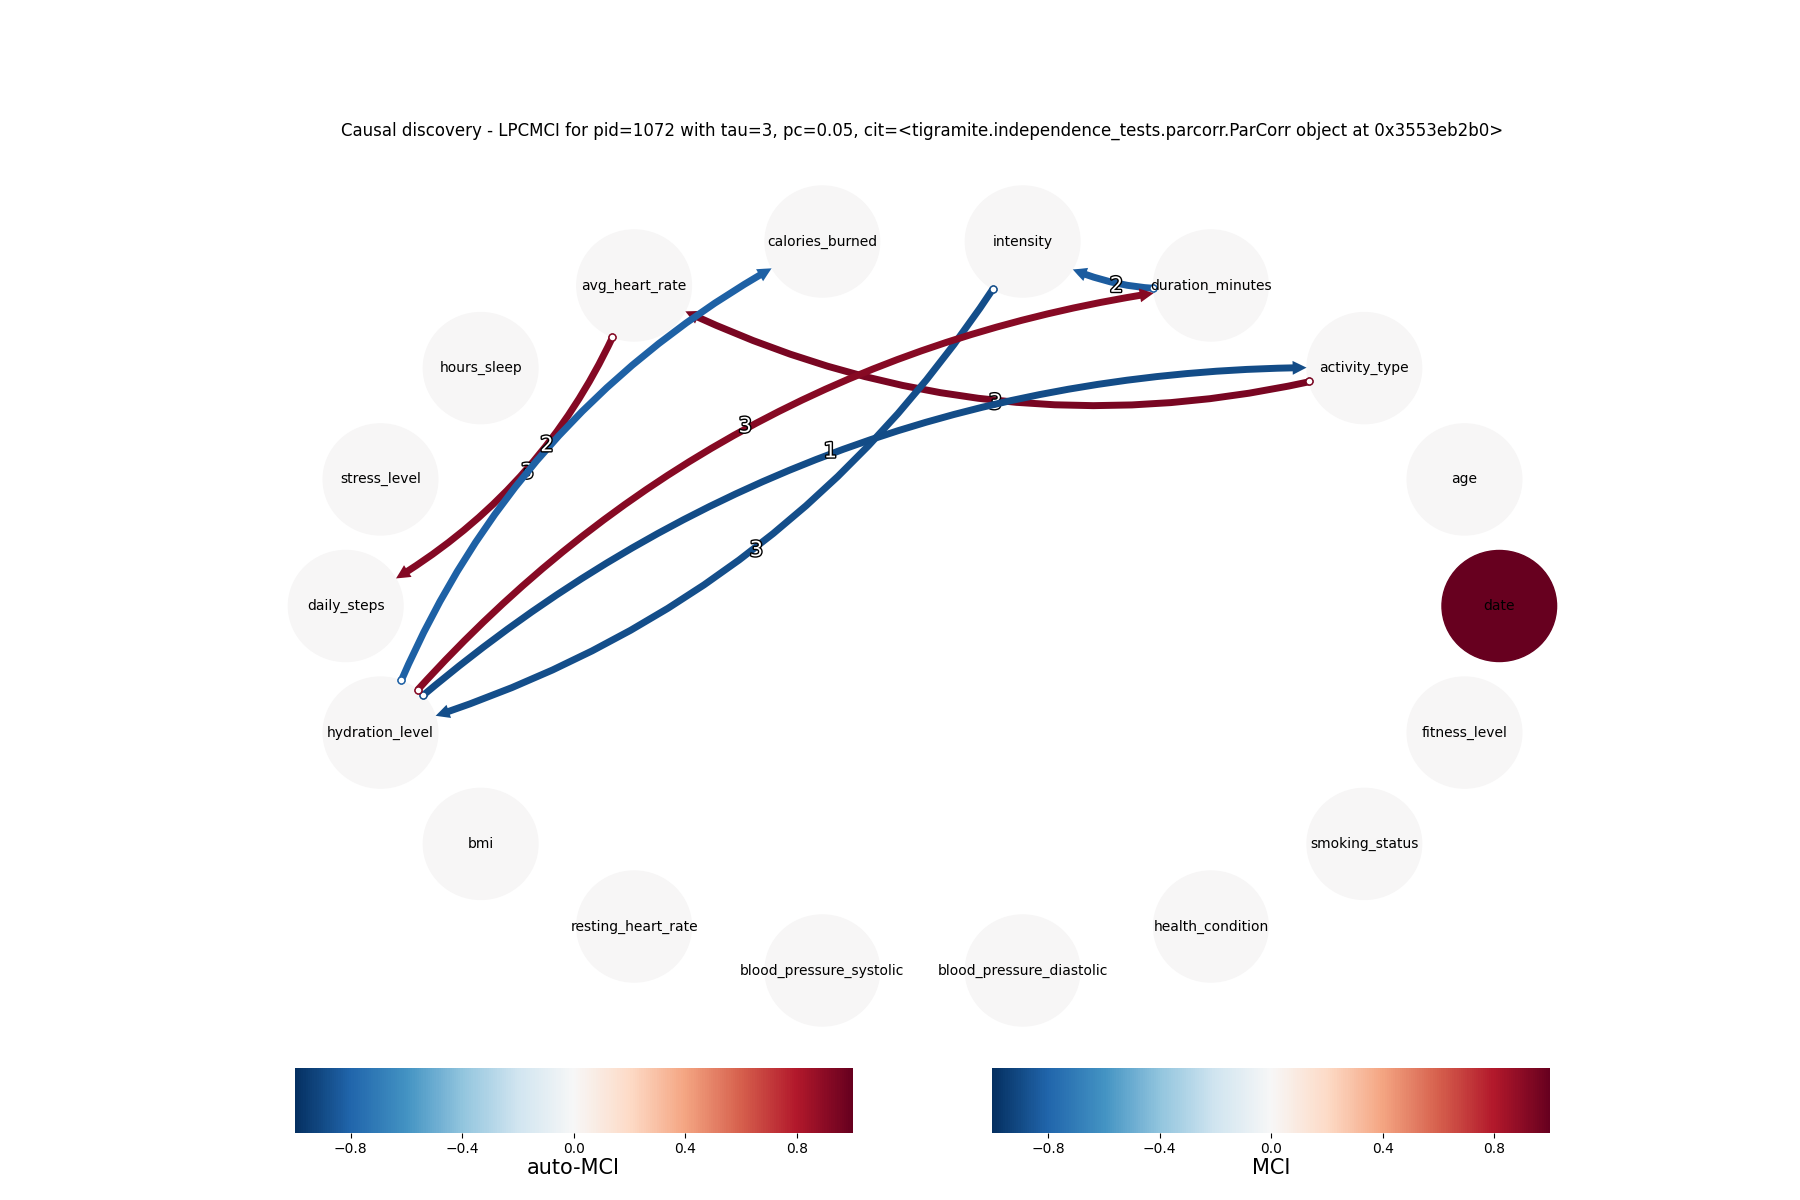 Causal discovery - LPCMCI for pid=1072 with tau=3, pc=0.05, cit=<tigramite.independence_tests.parcorr.ParCorr object at 0x3553eb2b0>
calories_burned
intensity
avg_heart_rate
2
duration_minutes
hours_sleep
activity_type
3
2
1
stress_level
age
3
daily_steps
date
hydration_level
fitness_level
bmi
smoking_status
resting_heart_rate
health_condition
blood_pressure_systolic
blood_pressure_diastolic
−0.8 −0.4 0.0 0.4 0.8
auto-MCI
−0.8 −0.4 0.0 0.4 0.8
MCI